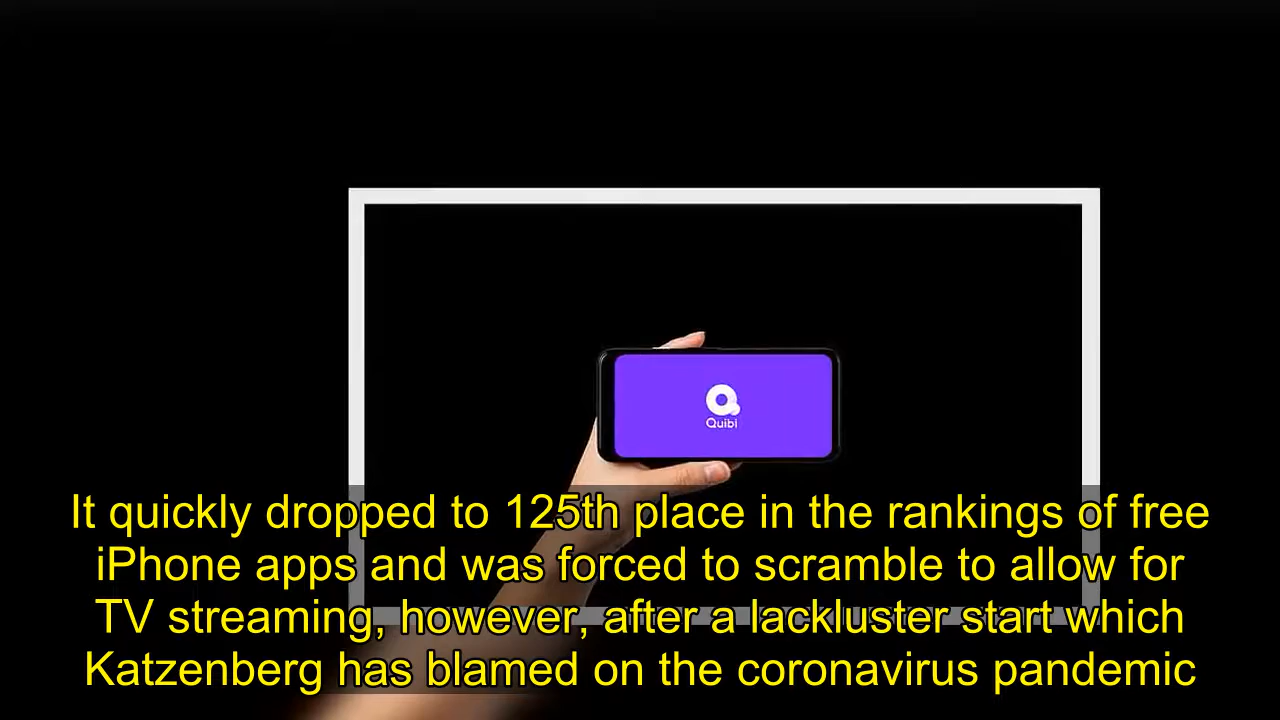 Quibi
It quickly dropped to 125th place in the rankings of free
iPhone apps and was forced to scramble to allow for
TV streaming, however, after a lackluster start which
Katzenberg has blamed on the coronavirus pandemic